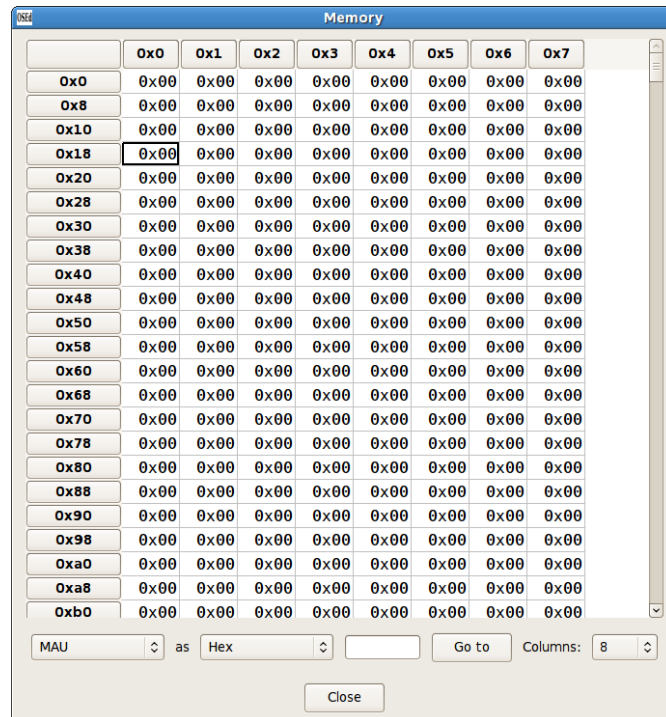 OSEd Memory
0x0 0x1 0x2 0x3 0x4 0x5 0x6 0x7
0x0 0x00 0x00 0x00 0x00 0x00 0x00 0x00 0x00
0x8 0x00 0x00 0x00 0x00 0x00 0x00 0x00 0x00
0x10 0x00 0x00 0x00 0x00 0x00 0x00 0x00 0x00
0x18 0x00 0x00 0x00 0x00 0x00 0x00 0x00 0x00
0x20 0x00 0x00 0x00 0x00 0x00 0x00 0x00 0x00
0x28 0x00 0x00 0x00 0x00 0x00 0x00 0x00 0x00
0x30 0x00 0x00 0x00 0x00 0x00 0x00 0x00 0x00
0x38 0x00 0x00 0x00 0x00 0x00 0x00 0x00 0x00
0x40 0x00 0x00 0x00 0x00 0x00 0x00 0x00 0x00
0x48 0x00 0x00 0x00 0x00 0x00 0x00 0x00 0x00
0x50 0x00 0x00 0x00 0x00 0x00 0x00 0x00 0x00
0x58 0x00 0x00 0x00 0x00 0x00 0x00 0x00 0x00
0x60 0x00 0x00 0x00 0x00 0x00 0x00 0x00 0x00
0x68 0x00 0x00 0x00 0x00 0x00 0x00 0x00 0x00
0x70 0x00 0x00 0x00 0x00 0x00 0x00 0x00 0x00
0x78 0x00 0x00 0x00 0x00 0x00 0x00 0x00 0x00
0x80 0x00 0x00 0x00 0x00 0x00 0x00 0x00 0x00
0x88 0x00 0x00 0x00 0x00 0x00 0x00 0x00 0x00
0x90 0x00 0x00 0x00 0x00 0x00 0x00 0x00 0x00
0x98 0x00 0x00 0x00 0x00 0x00 0x00 0x00 0x00
0xa0 0x00 0x00 0x00 0x00 0x00 0x00 0x00 0x00
0xa8 0x00 0x00 0x00 0x00 0x00 0x00 0x00 0x00
0xb0 0x00 0x00 0x00 0x00 0x00 0x00 0x00 0x00
MAU as Hex Go to Columns: 8
Close